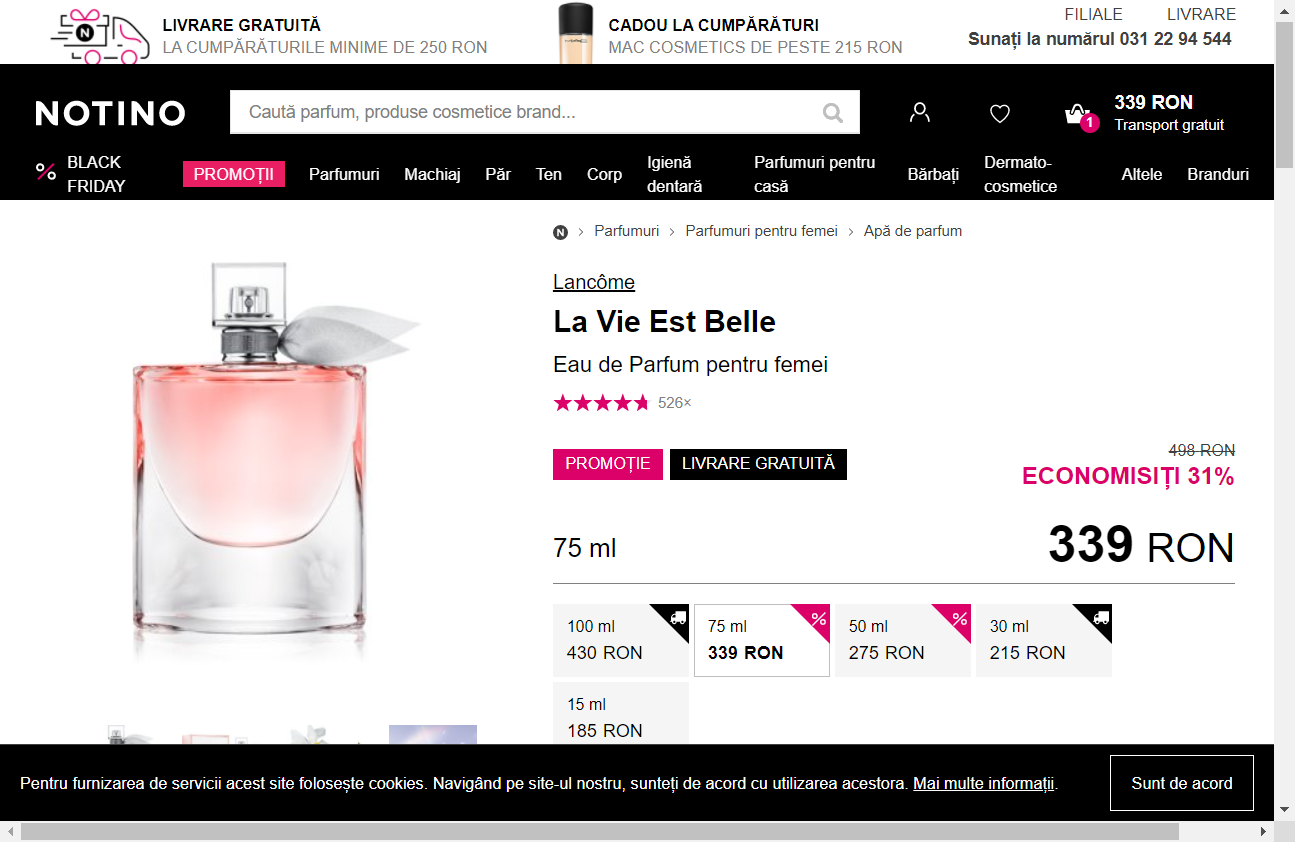 LIVRARE GRATUITĂ
LA CUMPĂRĂTURILE MINIME DE 250 RON
CADOU LA CUMPĂRĂTURI
MAC COSMETICS DE PESTE 215 RON
FILIALE
LIVRARE
Sunați la numărul 031 22 94 544
NOTINO
Caută parfum, produse cosmetice brand...
1
339 RON
Transport gratuit
BLACK
FRIDAY
PROMOȚII
Parfumuri
Machiaj
Păr
Ten
Corp
Igienă
dentară
Parfumuri pentru
casă
Bărbați
Dermato-
cosmetice
Altele
Branduri
N > Parfumuri > Parfumuri pentru femei > Apă de parfum
Lancôme
La Vie Est Belle
Eau de Parfum pentru femei
526×
PROMOȚIE
LIVRARE GRATUITĂ
498 RON
ECONOMISIȚI 31%
75 ml
339 RON
100 ml
430 RON
75 ml
339 RON
%
50 ml
275 RON
%
30 ml
215 RON
15 ml
185 RON
Pentru furnizarea de servicii acest site folosește cookies. Navigând pe site-ul nostru, sunteți de acord cu utilizarea acestora. Mai multe informații.
Sunt de acord